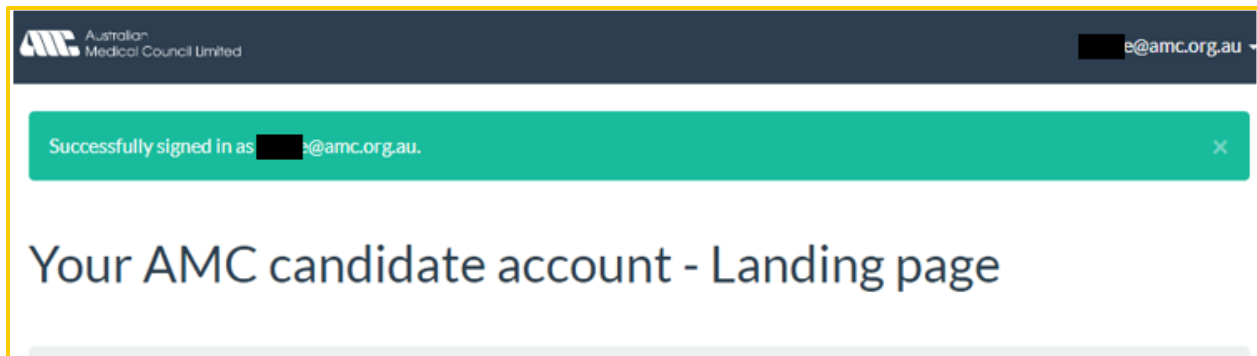 AMC Australian
Medical Council Limited
e@amc.org.au
Successfully signed in as e@amc.org.au. ×
Your AMC candidate account - Landing page